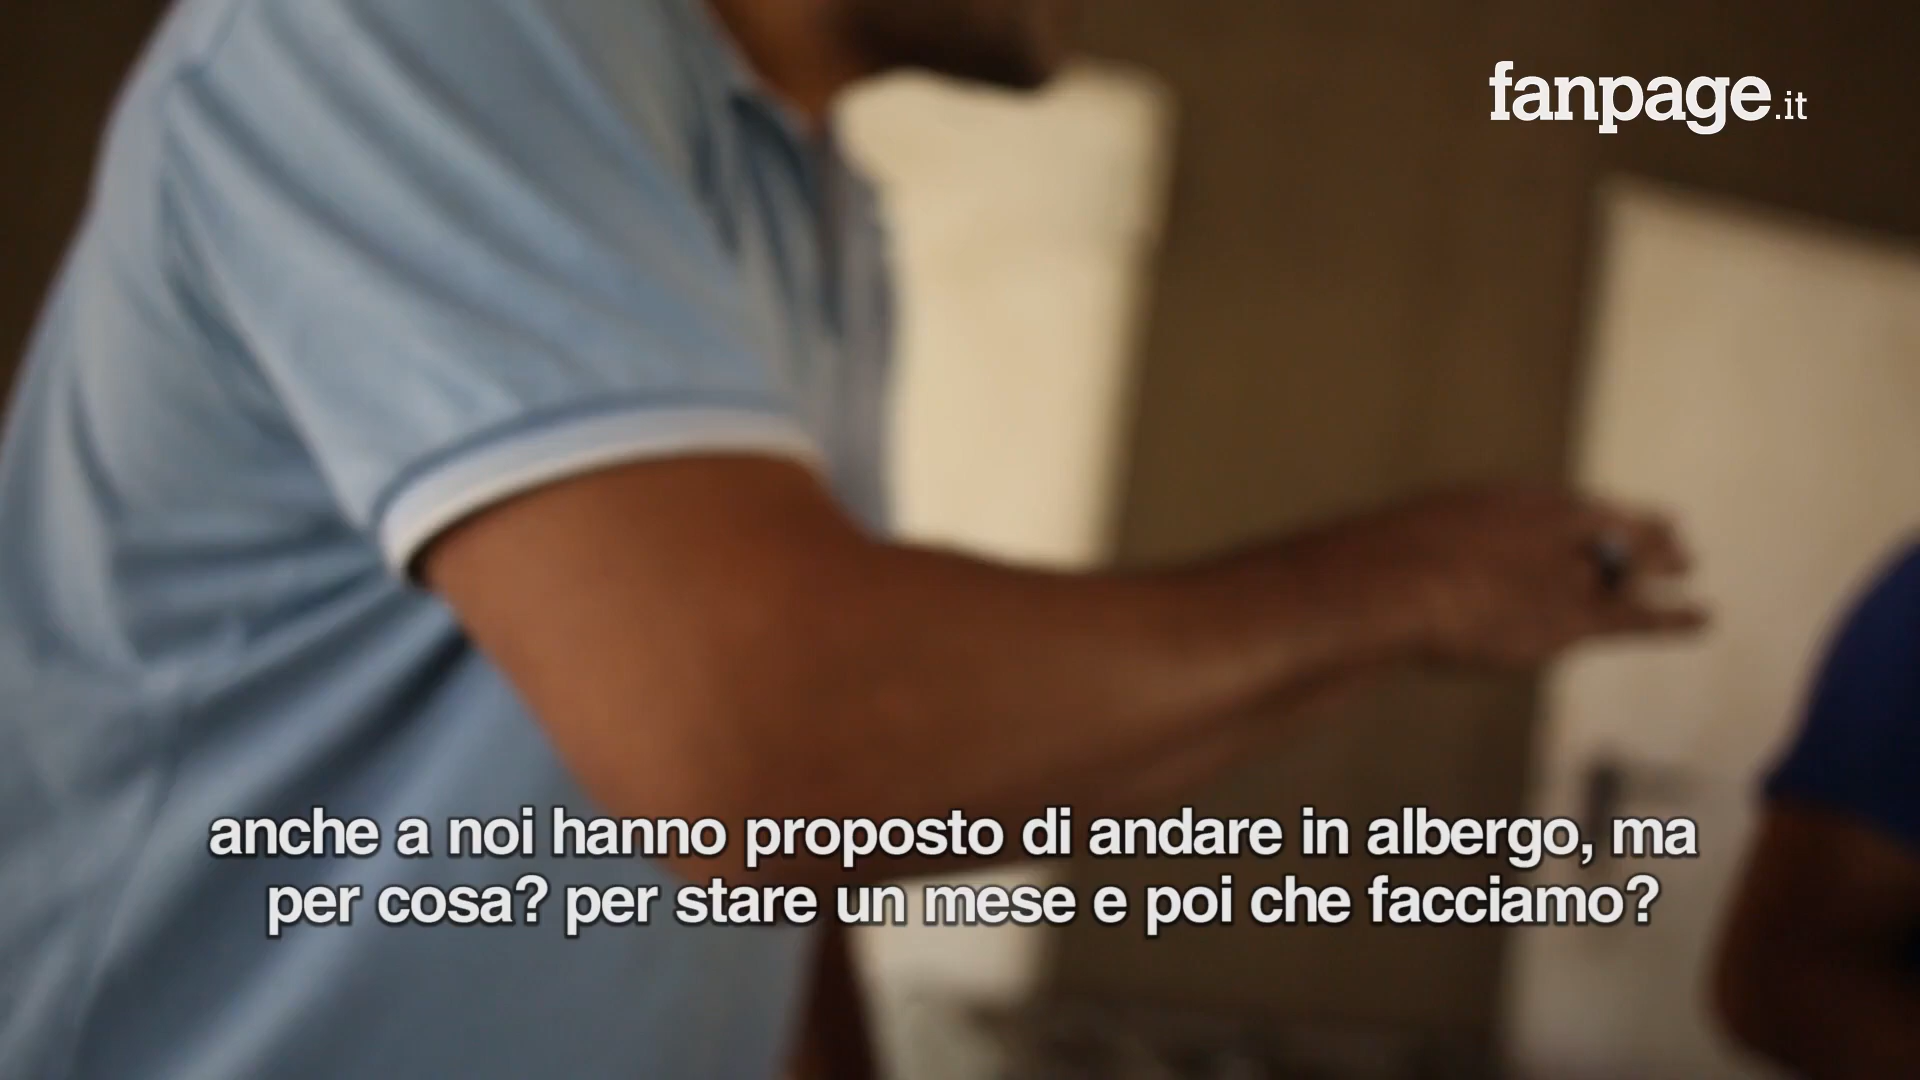 fanpage.it
anche a noi hanno proposto di andare in albergo, ma
per cosa? per stare un mese e poi che facciamo?